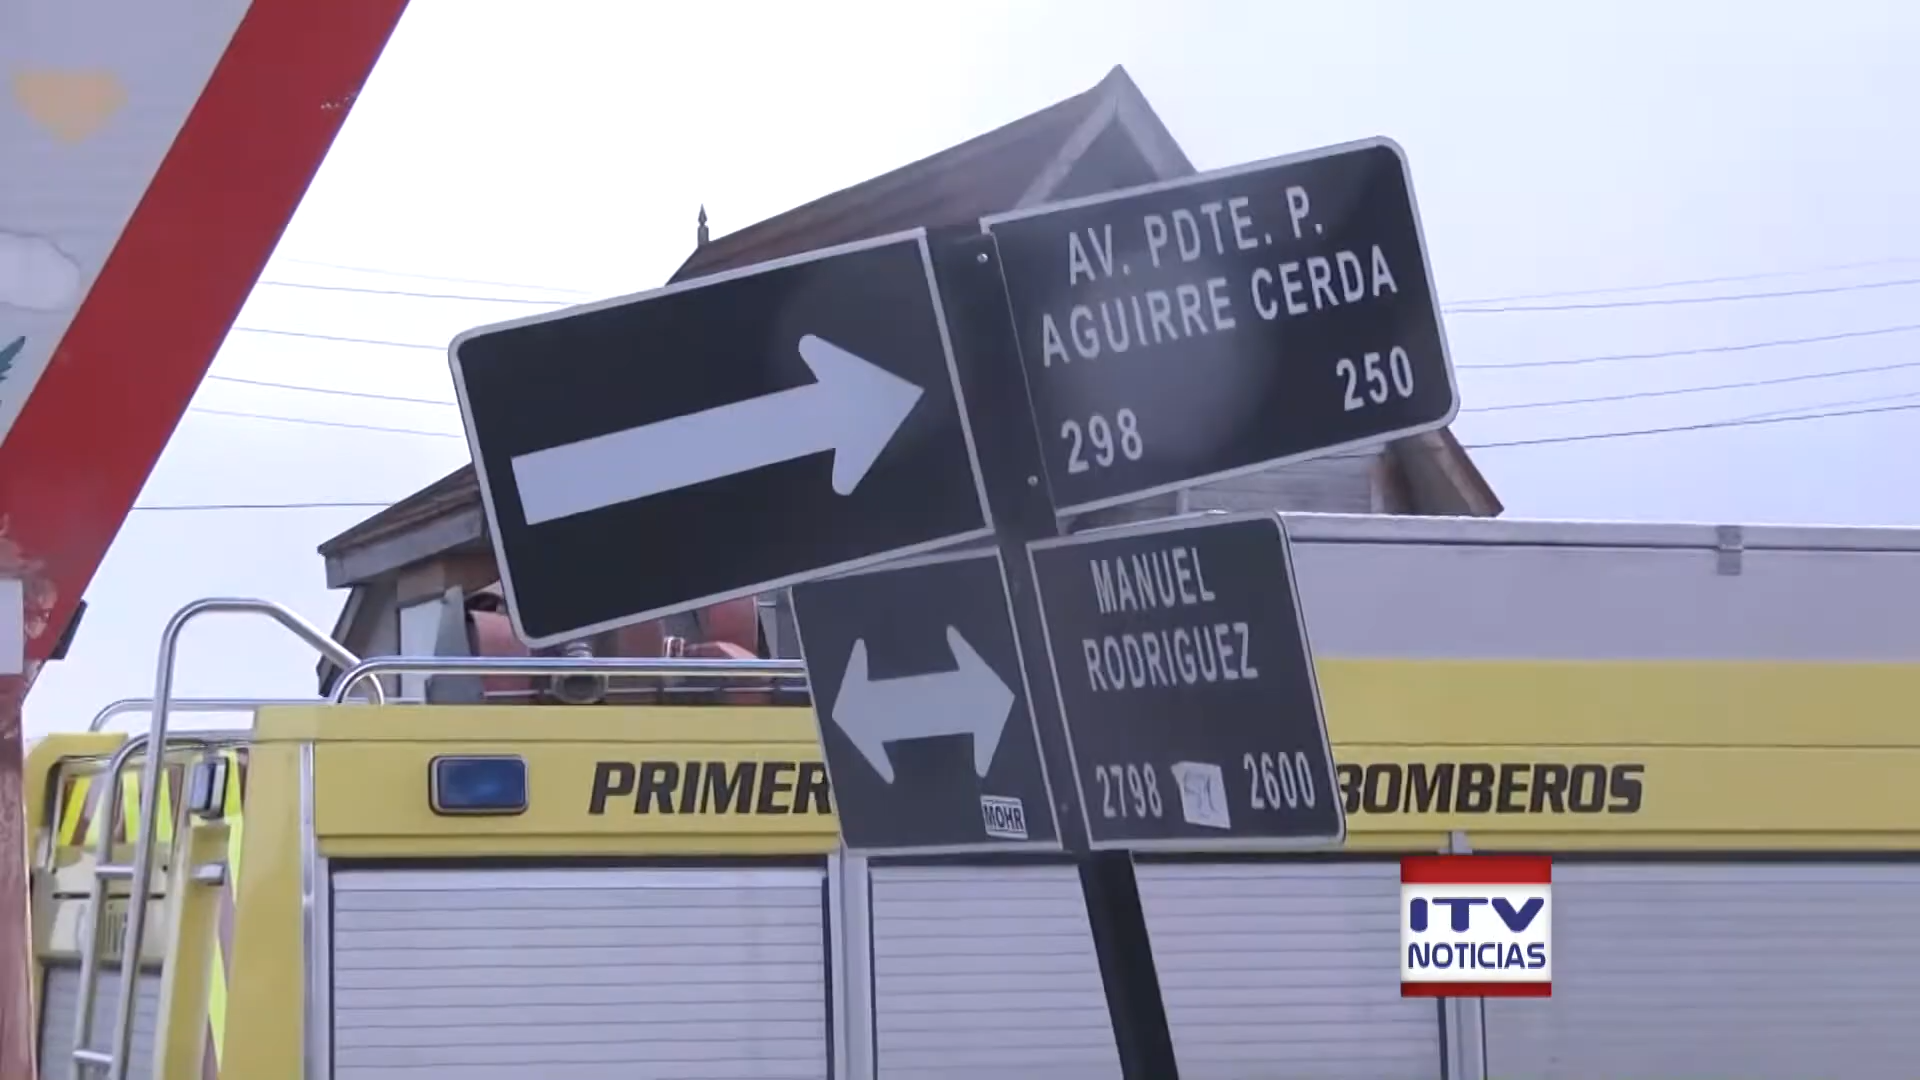 AV. PDTE. P.
AGUIRRE CERDA
298 250
MANUEL
RODRIGUEZ
2798 2600
MOHR
PRIMER
BOMBEROS
ITV
NOTICIAS